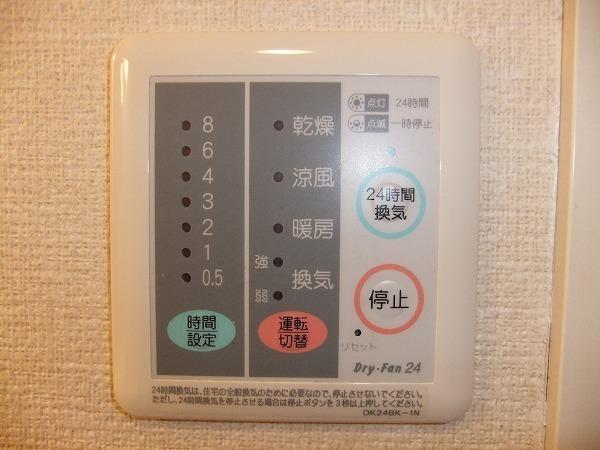 8
6
4
3
2
1
0.5
時間
設定
乾燥
涼風
暖房
強
換気
弱
運転
切替
点灯 24時間
点滅 一時停止
24時間
換気
停止
リセット
Dry-Fan 24
24時間換気は、住宅の全般換気のために必要なので、停止させないでください。
ただし、24時間換気を停止させる場合は停止ボタンを3秒以上押してください。
DK24BK-1N